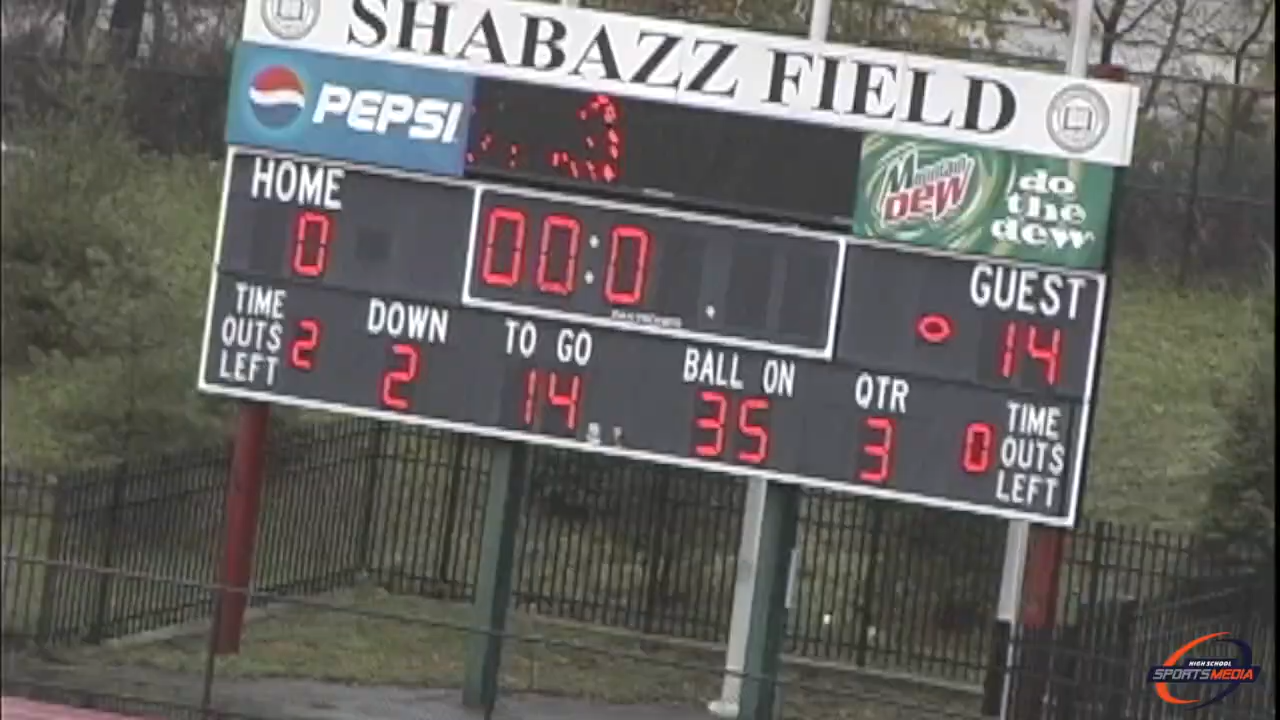 SHABAZZ FIELD
PEPSI
3
Mountain Dew
do
the
dew
HOME
0
00:0
GUEST
14
TIME
OUTS
LEFT
2
DOWN
2
TO GO
14
BALL ON
35
QTR
3
0
TIME
OUTS
LEFT
HIGH SCHOOL
SPORTSMEDIA